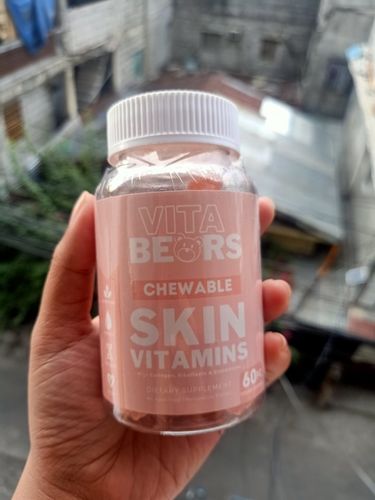 VITA
BEARS
CHEWABLE
SKIN
VITAMINS
DIETARY SUPPLEMENT
60